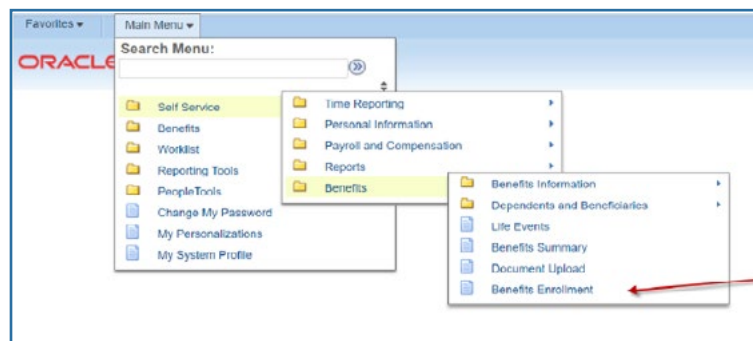 Favorites
Main Menu
Search Menu:
ORACLE
Self Service
Benefits
Worklist
Reporting Tools
PeopleTools
Change My Password
My Personalizations
My System Profile
Time Reporting
Personal Information
Payroll and Compensation
Reports
Benefits
Benefits Information
Dependents and Beneficiaries
Life Events
Benefits Summary
Document Upload
Benefits Enrollment